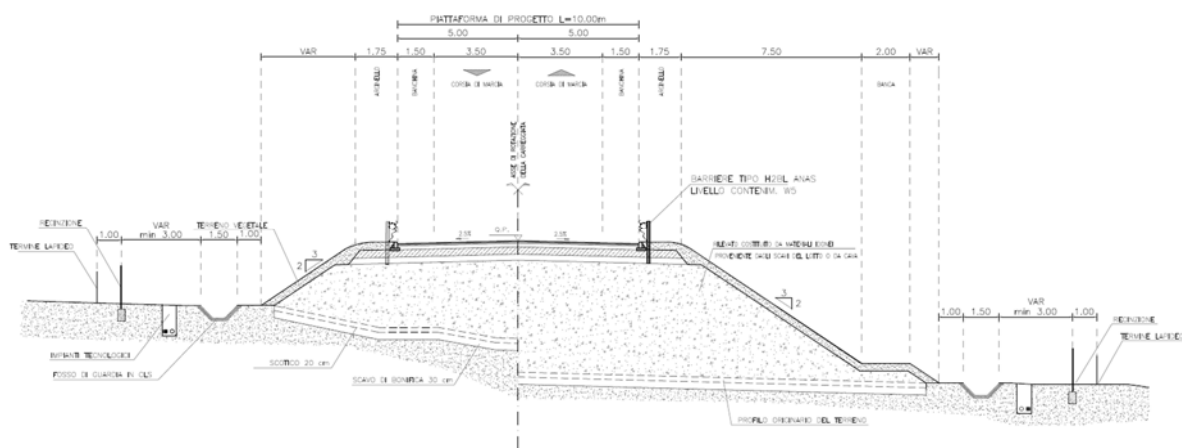 PIATTAFORMA DI PROGETTO L=10.00m
5.00 5.00
VAR 1.75 1.50 3.50 3.50 1.50 1.75 7.50 2.00 VAR
ARGINELLO
BANCHINA
CORSIA DI MARCIA
CORSIA DI MARCIA
BANCHINA
ARGINELLO
BANCA
ASSE DI ROTAZIONE
DELLA CARREGGIATA
BARRIERE TIPO H2BL ANAS
LIVELLO CONTENIM. W5
RECINZIONE
VAR
TERRENO VEGETALE
1.00 min 3.00 1.50 1.00
TERMINE LAPIDEO
3
2
2.5%
Q.P.
2.5%
RILEVATO COSTITUITO DA MATERIALI IDONEI
PROVENIENTE DAGLI SCAVI DEL LOTTO O DA CAVA
3
2
VAR
1.00 1.50 min 3.00 1.00
RECINZIONE
TERMINE LAPIDEO
IMPIANTI TECNOLOGICI
FOSSO DI GUARDIA IN CLS
SCOTICO 20 cm
SCAVO DI BONIFICA 30 cm
PROFILO ORIGINARIO DEL TERRENO